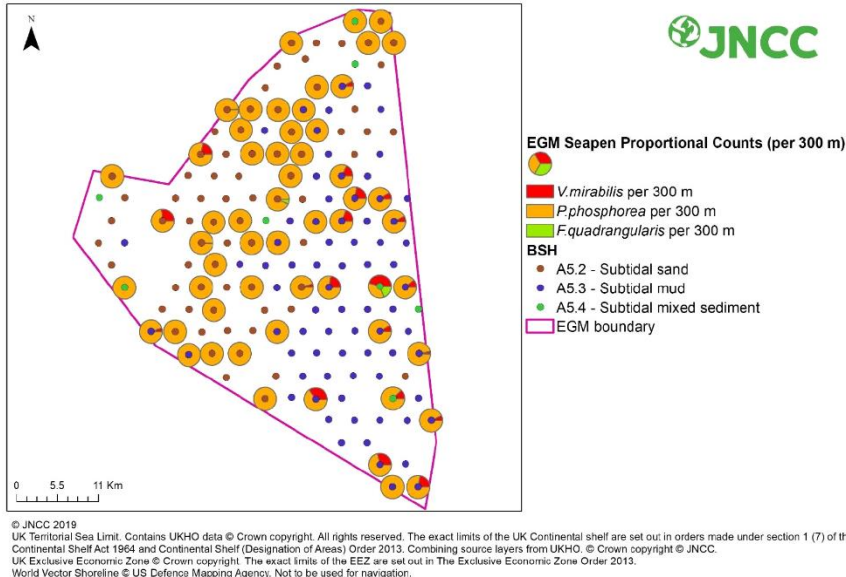 N
JNCC
EGM Seapen Proportional Counts (per 300 m)
V.mirabilis per 300 m
P.phosphorea per 300 m
F.quadrangularis per 300 m
BSH
A5.2 - Subtidal sand
A5.3 - Subtidal mud
A5.4 - Subtidal mixed sediment
EGM boundary
0 5.5 11 Km
© JNCC 2019
UK Territorial Sea Limit. Contains UKHO data © Crown copyright. All rights reserved. The exact limits of the UK Continental shelf are set out in orders made under section 1 (7) of th
Continental Shelf Act 1964 and Continental Shelf (Designation of Areas) Order 2013. Combining source layers from UKHO. © Crown copyright © JNCC.
UK Exclusive Economic Zone © Crown copyright. The exact limits of the EEZ are set out in The Exclusive Economic Zone Order 2013.
World Vector Shoreline © US Defence Mapping Agency. Not to be used for navigation.